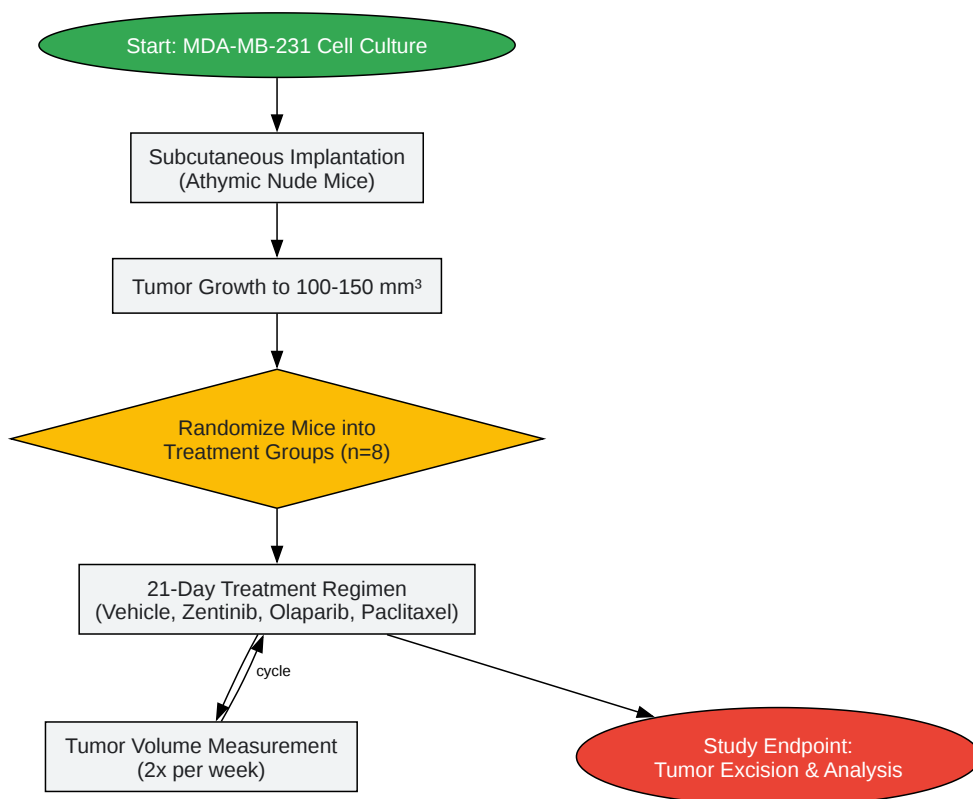 Start: MDA-MB-231 Cell Culture
Subcutaneous Implantation
(Athymic Nude Mice)
Tumor Growth to 100-150 mm³
Randomize Mice into
Treatment Groups (n=8)
21-Day Treatment Regimen
(Vehicle, Zentinib, Olaparib, Paclitaxel)
cycle
Tumor Volume Measurement
(2x per week)
Study Endpoint:
Tumor Excision & Analysis